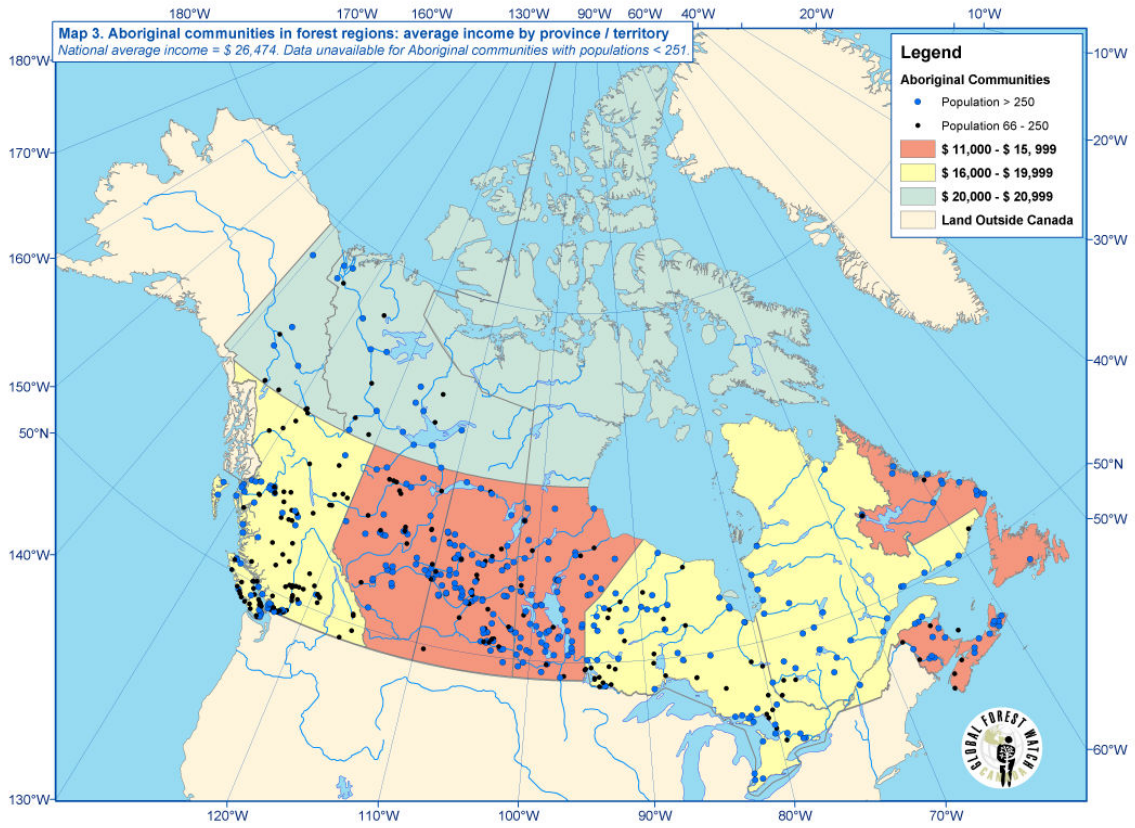 180°W
170°W
160°W
130°W
90°W
60°W
40°W
20°W
10°W
Map 3. Aboriginal communities in forest regions: average income by province / territory
National average income = $ 26,474. Data unavailable for Aboriginal communities with populations < 251.
Legend
Aboriginal Communities
Population > 250
Population 66 - 250
$ 11,000 - $ 15, 999
$ 16,000 - $ 19,999
$ 20,000 - $ 20,999
Land Outside Canada
180°W
170°W
160°W
150°W
50°N
140°W
130°W
10°W
20°W
30°W
40°W
50°N
50°W
60°W
GLOBAL FOREST WATCH
CANADA
120°W
110°W
100°W
90°W
80°W
70°W